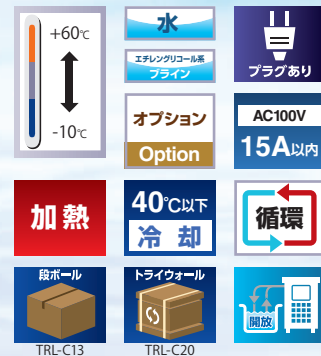 +60℃
-10℃
水
エチレングリコール系
ブライン
プラグあり
オプション
Option
AC100V
15A以内
加熱
40℃以下
冷却
循環
段ボール
TRL-C13
トライウォール
TRL-C20
開放